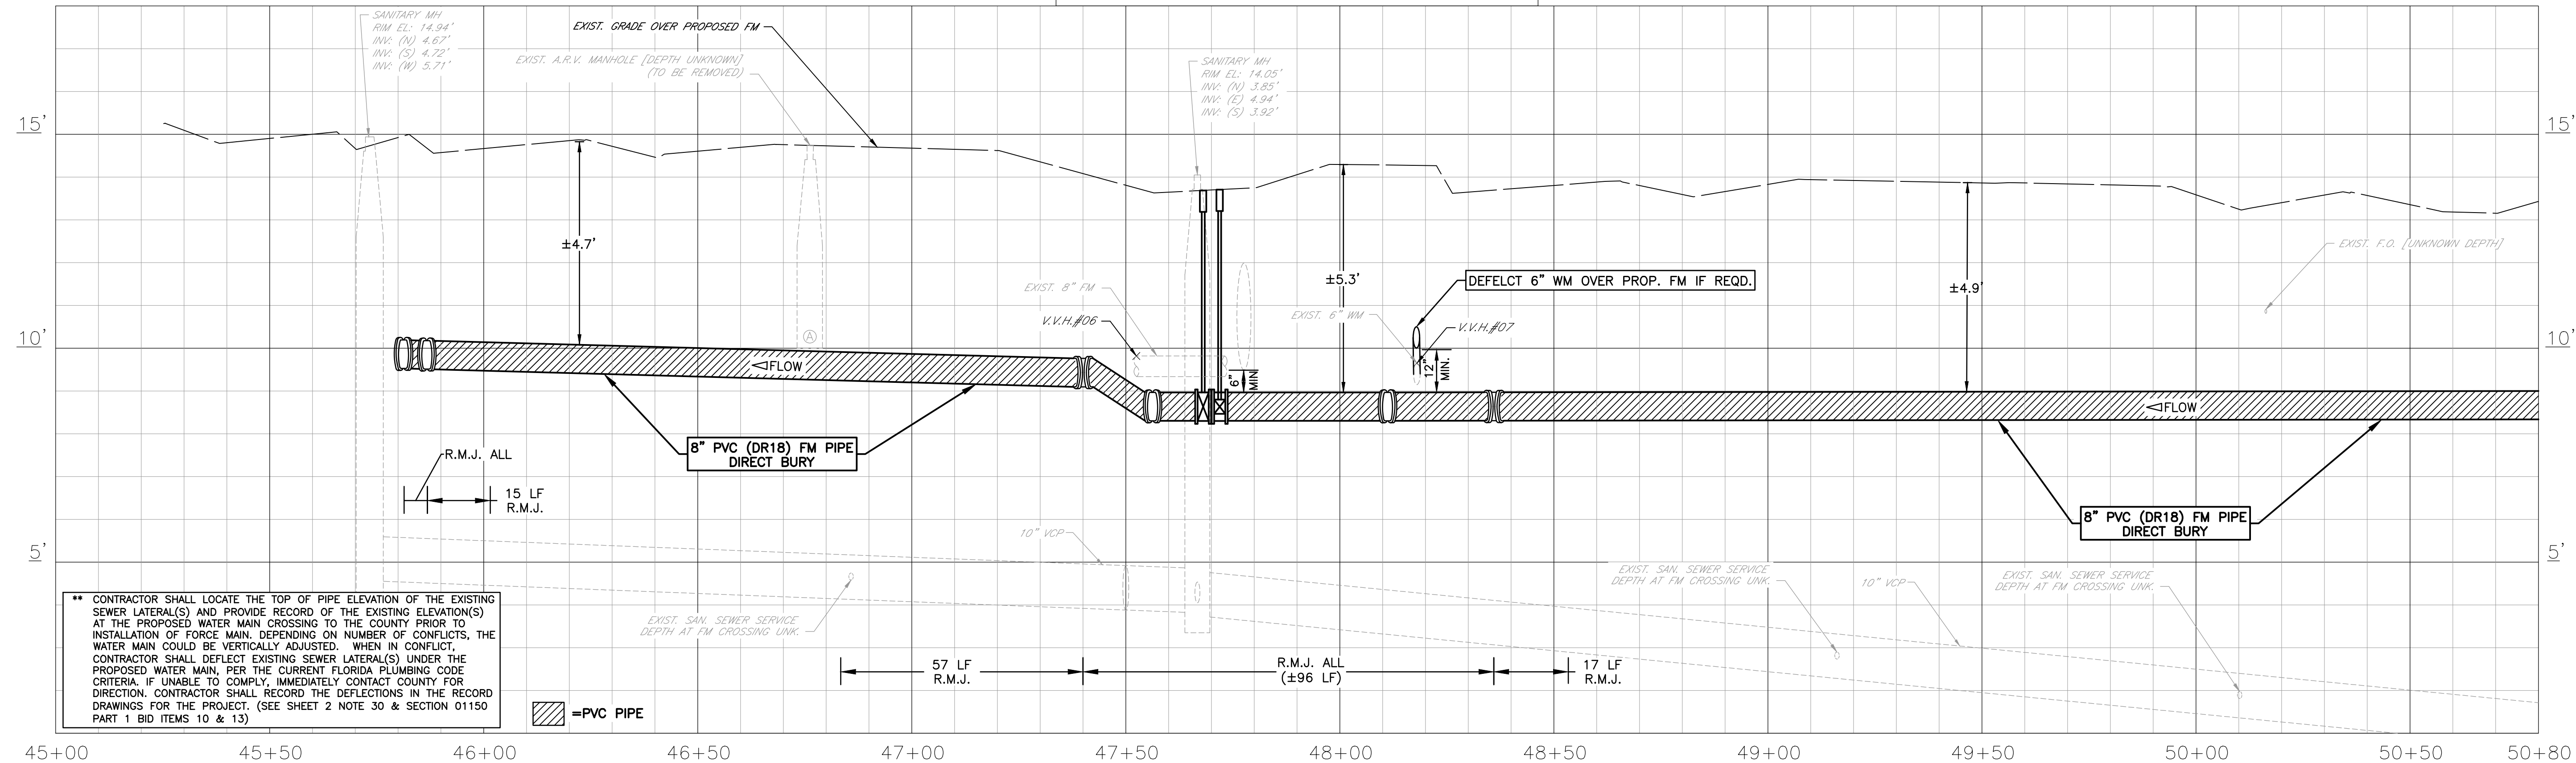 SANITARY MH
RIM EL: 14.94'
INV: (N) 4.67'
INV: (S) 4.72'
INV: (W) 5.71'
EXIST. GRADE OVER PROPOSED FM
EXIST. A.R.V. MANHOLE [DEPTH UNKNOWN]
(TO BE REMOVED)
SANITARY MH
RIM EL: 14.05'
INV: (N) 3.85'
INV: (E) 4.94'
INV: (S) 3.92'
15'
15'
±4.7'
EXIST. F.O. [UNKNOWN DEPTH]
EXIST. 8" FM
±5.3'
DEFELCT 6" WM OVER PROP. FM IF REQD.
±4.9'
V.V.H.#06
EXIST. 6" WM
V.V.H.#07
10'
A
10'
FLOW
6"
MIN
12"
MIN.
FLOW
8" PVC (DR18) FM PIPE
DIRECT BURY
R.M.J. ALL
15 LF
R.M.J.
8" PVC (DR18) FM PIPE
DIRECT BURY
10" VCP
5'
5'
EXIST. SAN. SEWER SERVICE
DEPTH AT FM CROSSING UNK.
10" VCP
EXIST. SAN. SEWER SERVICE
DEPTH AT FM CROSSING UNK.
EXIST. SAN. SEWER SERVICE
DEPTH AT FM CROSSING UNK.
** CONTRACTOR SHALL LOCATE THE TOP OF PIPE ELEVATION OF THE EXISTING
SEWER LATERAL(S) AND PROVIDE RECORD OF THE EXISTING ELEVATION(S)
AT THE PROPOSED WATER MAIN CROSSING TO THE COUNTY PRIOR TO
INSTALLATION OF FORCE MAIN. DEPENDING ON NUMBER OF CONFLICTS, THE
WATER MAIN COULD BE VERTICALLY ADJUSTED. WHEN IN CONFLICT,
CONTRACTOR SHALL DEFLECT EXISTING SEWER LATERAL(S) UNDER THE
PROPOSED WATER MAIN, PER THE CURRENT FLORIDA PLUMBING CODE
CRITERIA. IF UNABLE TO COMPLY, IMMEDIATELY CONTACT COUNTY FOR
DIRECTION. CONTRACTOR SHALL RECORD THE DEFLECTIONS IN THE RECORD
DRAWINGS FOR THE PROJECT. (SEE SHEET 2 NOTE 30 & SECTION 01150
PART 1 BID ITEMS 10 & 13)
57 LF
R.M.J.
R.M.J. ALL
(±96 LF)
17 LF
R.M.J.
=PVC PIPE
45+00
45+50
46+00
46+50
47+00
47+50
48+00
48+50
49+00
49+50
50+00
50+50
50+80